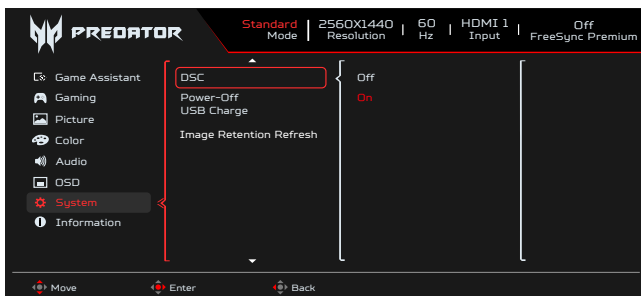 PREDATOR
Standard
Mode
2560X1440
Resolution
60
Hz
HDMI 1
Input
Off
FreeSync Premium
Game Assistant
Gaming
Picture
Color
Audio
OSD
System
Information
DSC
Power-Off
USB Charge
Image Retention Refresh
Off
On
Move
Enter
Back